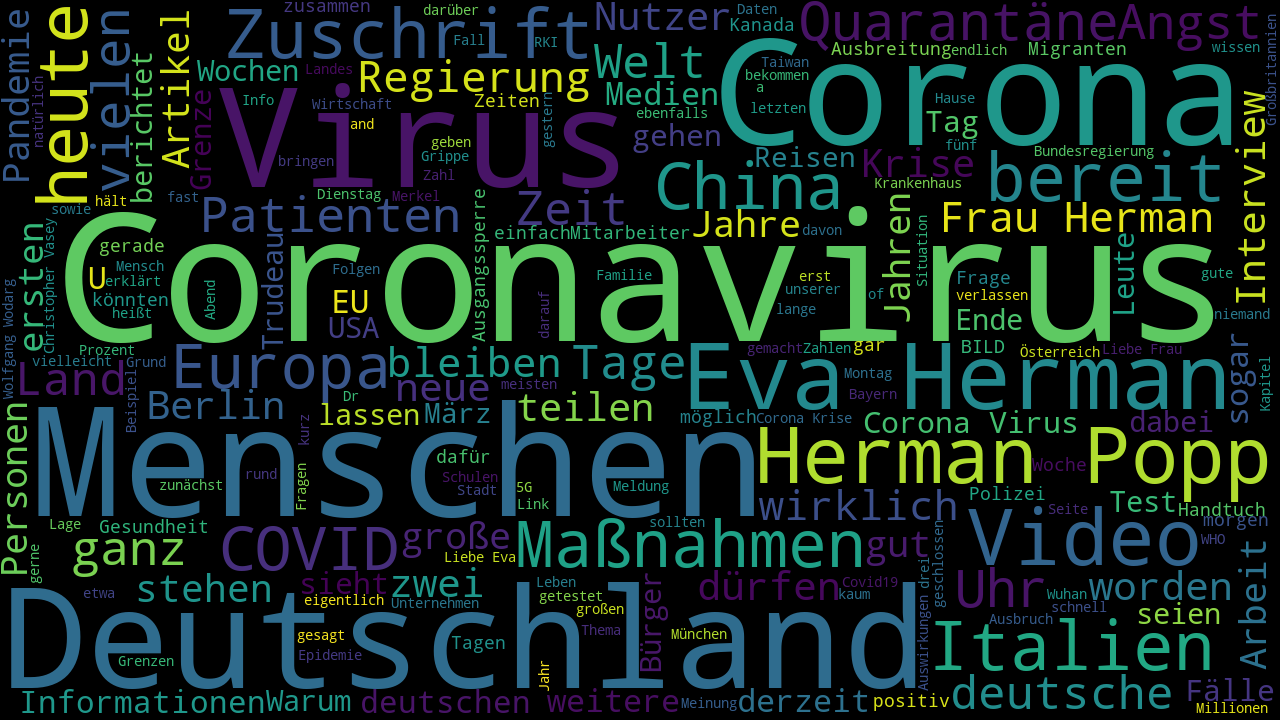 Pandemie
natürlich
heute
vielen
berichtet
Artikel
Zuschrift
zusammen
darüber
Fall
RKI
Nutzer
Daten
Kanada
Quarantäne
Angst
Ausbreitung
endlich
Migranten
wissen
Großbritannien
Wochen
Landes
Regierung
Welt
Medien
Taiwan
bekommen
a
letzten
Corona
Hause
Tag
fünf
Info
Wirtschaft
Zeiten
and
gestern
ebenfalls
gehen
Grenze
Virus
geben
Grippe
Zahl
bringen
Reisen
Krise
Bundesregierung
bereit
Interview
sowie
hält
fast
Dienstag
Merkel
China
Krankenhaus
Patienten
Zeit
Jahre
davon
Jahren
Frau Herman
ersten
Christopher Vasey
gerade
Mensch
U
erklärt
könnten
heißt
Abend
Trudeau
Folgen
EU
USA
Ausgangssperre
einfach
Mitarbeiter
Familie
darauf
Coronavirus
erst
unserer
lange
of
Situation
Frage
verlassen
Ende
Leute
gute
niemand
Wolfgang Wodarg
vielleicht
Prozent
Grund
Land
Europa
bleiben
Tage
Eva Herman
gemacht
Zahlen
gar
BILD
Österreich
Liebe Frau
Montag
Bayern
sogar
Kapitel
Beispiel
Berlin
Dr
neue
meisten
lassen
März
teilen
möglich
Corona Krise
Corona Virus
dabei
Personen
Menschen
kurz
dafür
Herman Popp
Woche
zunächst
rund
Fragen
Schulen
Stadt
5G
Link
Meldung
wirklich
Polizei
Seite
Test
Handtuch
morgen
WHO
Lage
Gesundheit
ganz
gerne
COVID
große
Liebe Eva
sollten
Maßnahmen
gut
Video
geschlossen
drei
etwa
stehen
sieht
zwei
eigentlich
Unternehmen
Leben
getestet
großen
dürfen
Covid19
kaum
Uhr
Wuhan
schnell
worden
Arbeit
Ausbruch
seien
Deutschland
gesagt
Epidemie
Grenzen
Tagen
Thema
Bürger
München
Auswirkungen
Italien
Jahr
Informationen
Warum
deutschen
weitere
Meinung
derzeit
positiv
deutsche
Fälle
Millionen